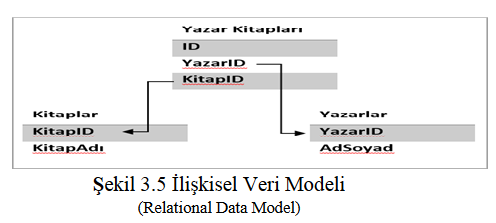 Yazar Kitapları
ID
YazarID
KitapID
Kitaplar
KitapID
KitapAdı
Yazarlar
YazarID
AdSoyad
Şekil 3.5 İlişkisel Veri Modeli
(Relational Data Model)